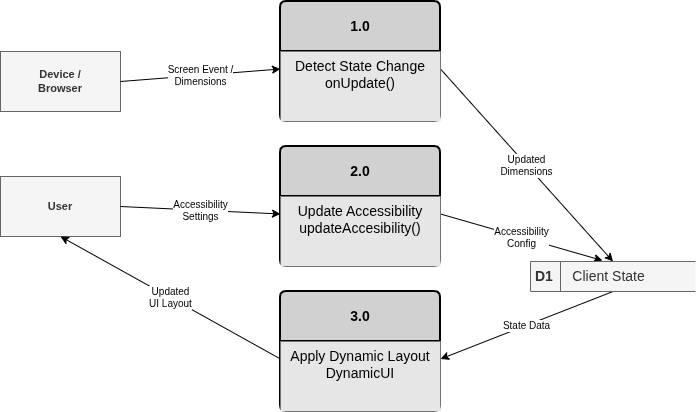 1.0
Detect State Change
onUpdate()
Device /
Browser
Screen Event /
Dimensions
Updated
Dimensions
2.0
Update Accessibility
updateAccesibility()
User
Accessibility
Settings
Accessibility
Config
D1
Client State
Updated
UI Layout
3.0
Apply Dynamic Layout
DynamicUI
State Data